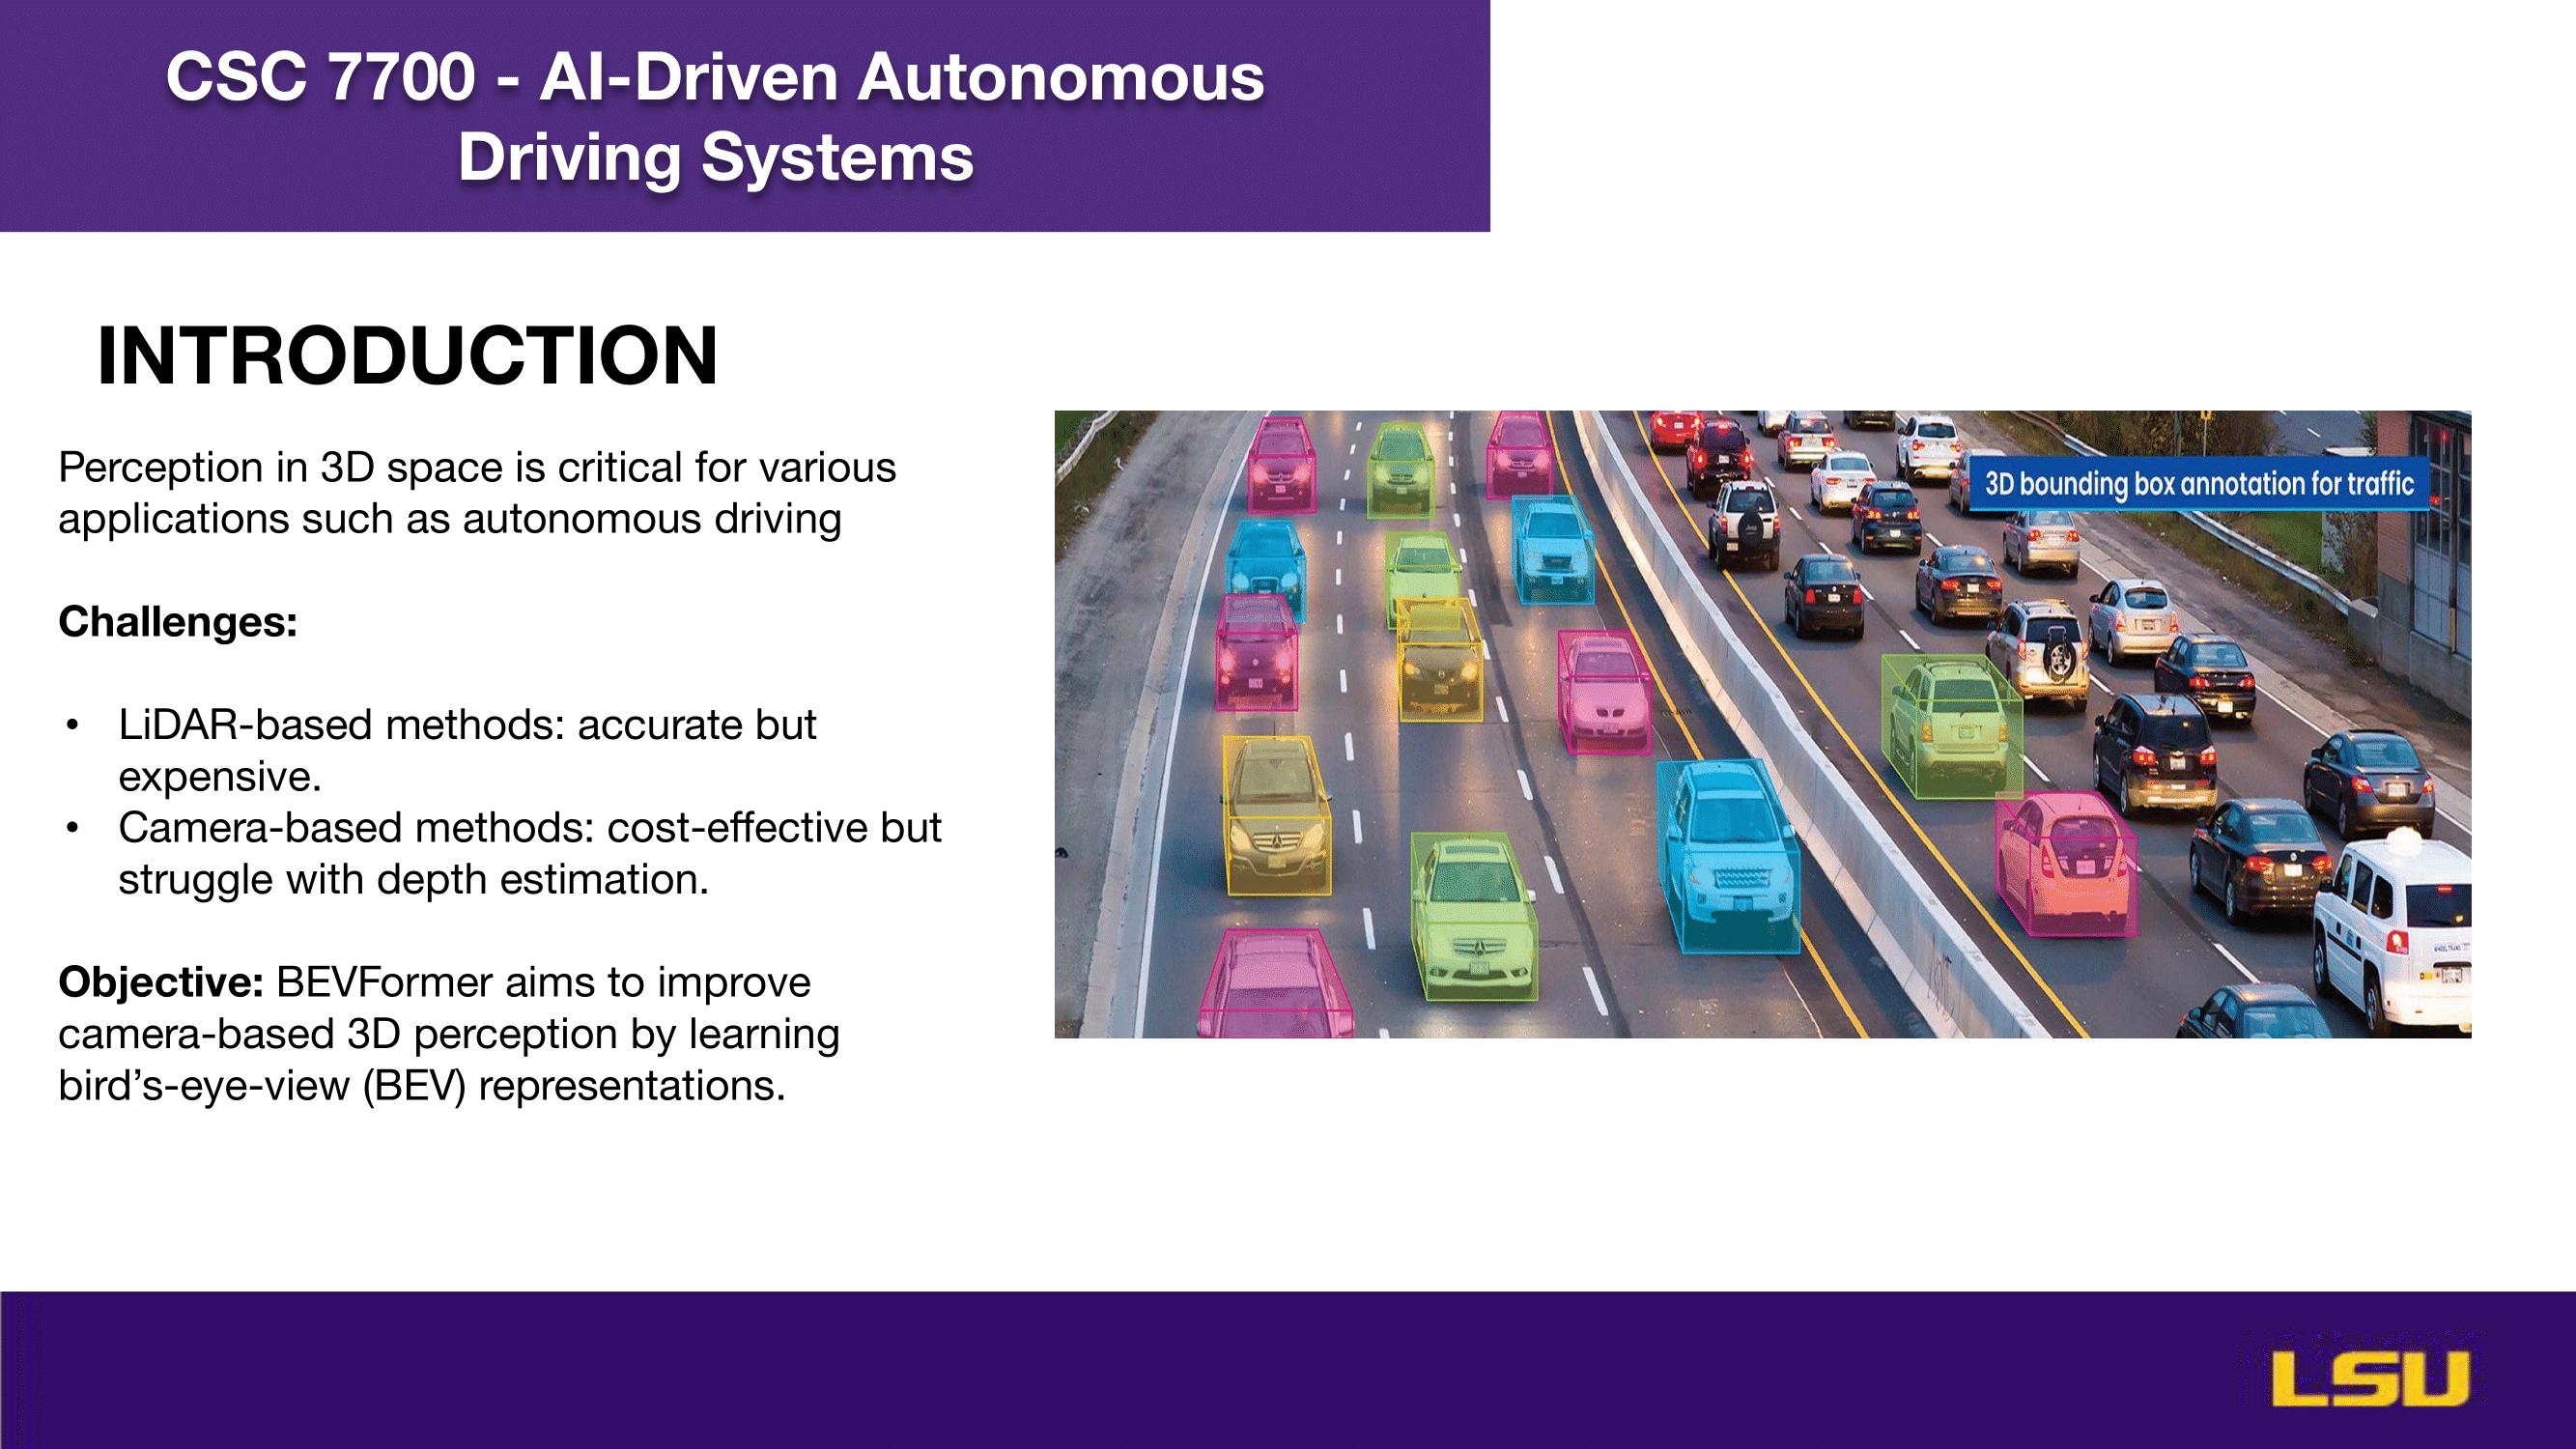 CSC 7700 - AI-Driven Autonomous
Driving Systems
INTRODUCTION
Perception in 3D space is critical for various
applications such as autonomous driving
Challenges:
• LiDAR-based methods: accurate but
expensive.
• Camera-based methods: cost-effective but
struggle with depth estimation.
Objective: BEVFormer aims to improve
camera-based 3D perception by learning
bird’s-eye-view (BEV) representations.
3D bounding box annotation for traffic
LSU